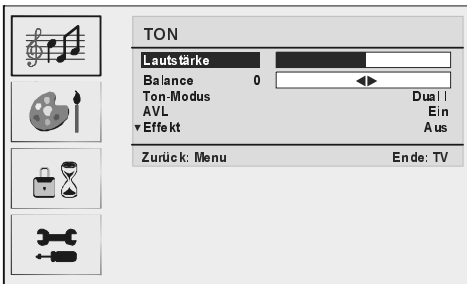 TON
Lautstärke
Balance 0
Ton-Modus Dual I
AVL Ein
Effekt Aus
Zurück: Menu Ende: TV